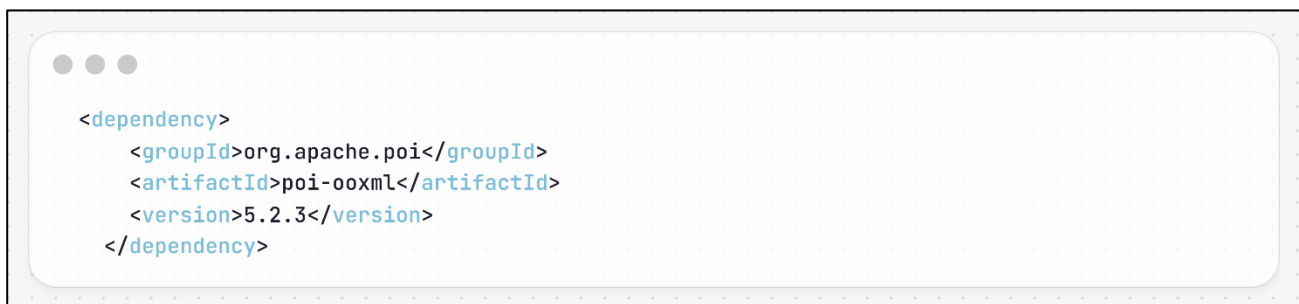 <dependency>
    <groupId>org.apache.poi</groupId>
    <artifactId>poi-ooxml</artifactId>
    <version>5.2.3</version>
  </dependency>